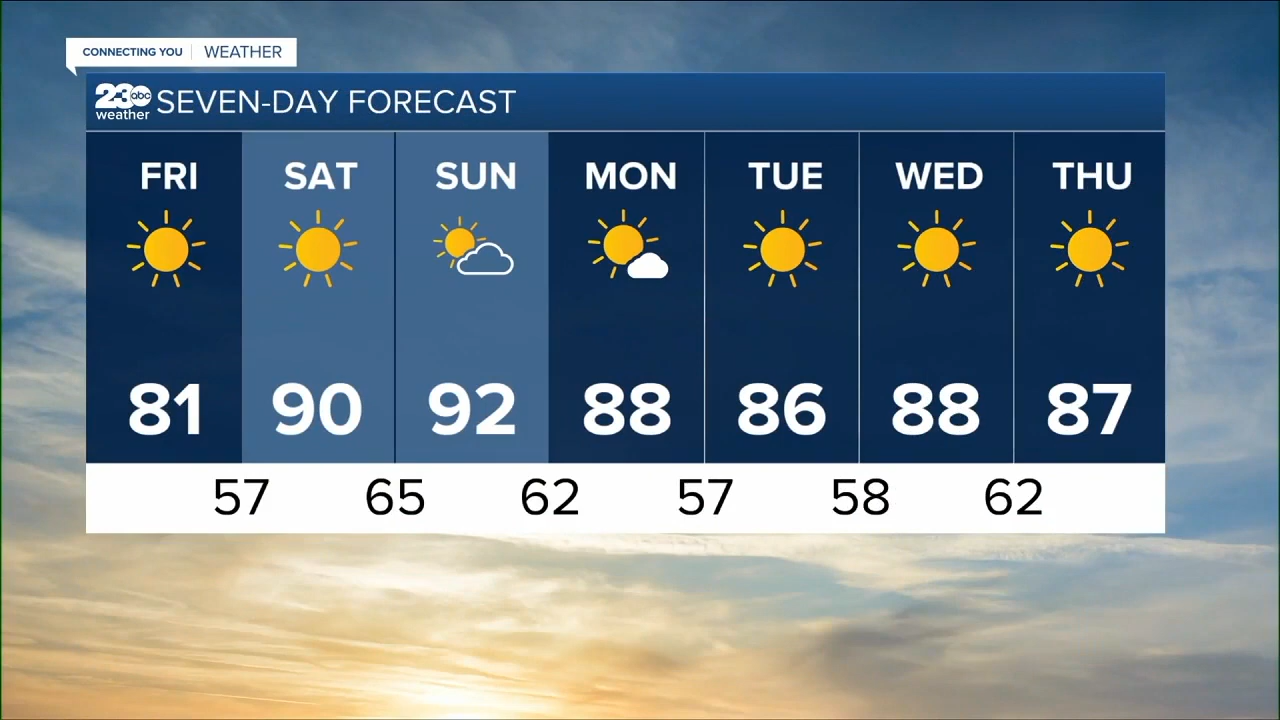 CONNECTING YOU | WEATHER
23 abc
weather
SEVEN-DAY FORECAST
FRI SAT SUN MON TUE WED THU
81 90 92 88 86 88 87
57 65 62 57 58 62